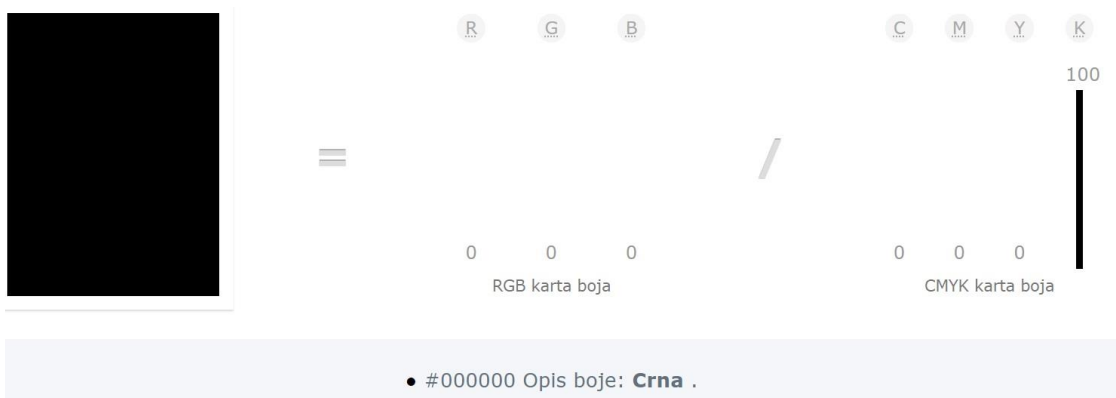 R G B C M Y K
100
= /
0 0 0 0 0 0
RGB karta boja CMYK karta boja
• #000000 Opis boje: Crna .